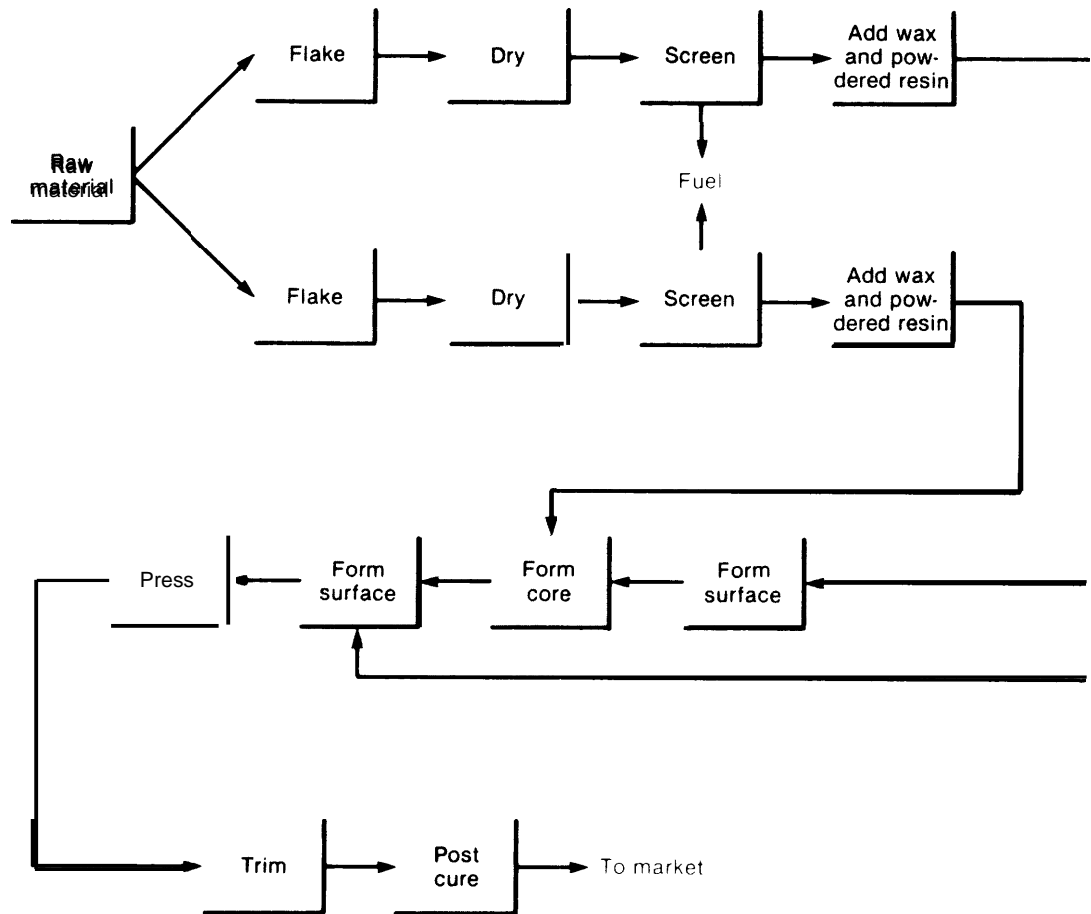 Flake
Dry
Screen
Add wax
and pow-
dered resin
Raw
material
Fuel
Flake
Dry
Screen
Add wax
and pow-
dered resin
Press
Form
surface
Form
core
Form
surface
Trim
Post
cure
To market